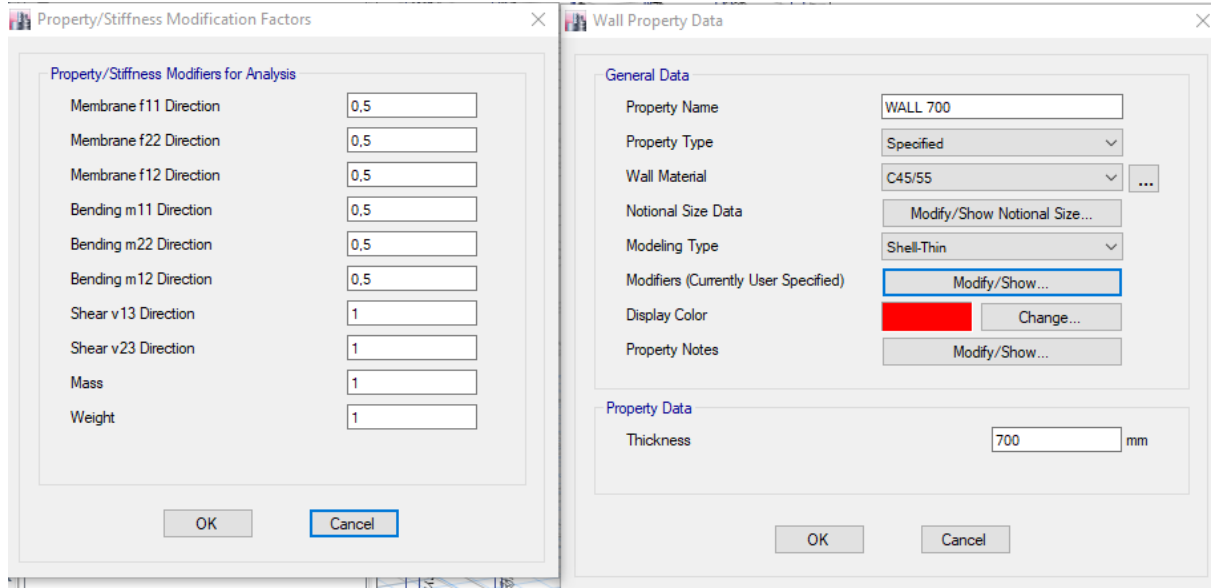 Property/Stiffness Modification Factors
Property/Stiffness Modifiers for Analysis
Membrane f11 Direction 0,5
Membrane f22 Direction 0,5
Membrane f12 Direction 0,5
Bending m11 Direction 0,5
Bending m22 Direction 0,5
Bending m12 Direction 0,5
Shear v13 Direction 1
Shear v23 Direction 1
Mass 1
Weight 1
OK Cancel
Wall Property Data
General Data
Property Name WALL 700
Property Type Specified
Wall Material C45/55 ...
Notional Size Data Modify/Show Notional Size...
Modeling Type Shell-Thin
Modifiers (Currently User Specified) Modify/Show...
Display Color Change...
Property Notes Modify/Show...
Property Data
Thickness 700 mm
OK Cancel